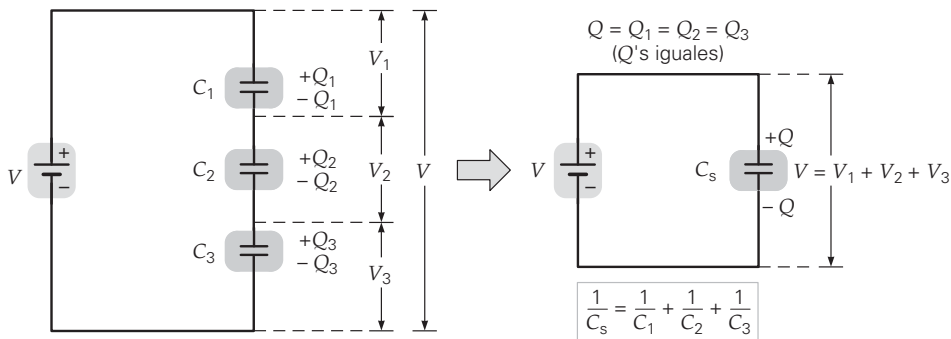 C₁
+Q₁
−Q₁
V₁
V
+
−
C₂
+Q₂
−Q₂
V₂
V
C₃
+Q₃
−Q₃
V₃
Q = Q₁ = Q₂ = Q₃
(Q's iguales)
V
+
−
Cₛ
+Q
−Q
V = V₁ + V₂ + V₃
1/Cₛ = 1/C₁ + 1/C₂ + 1/C₃